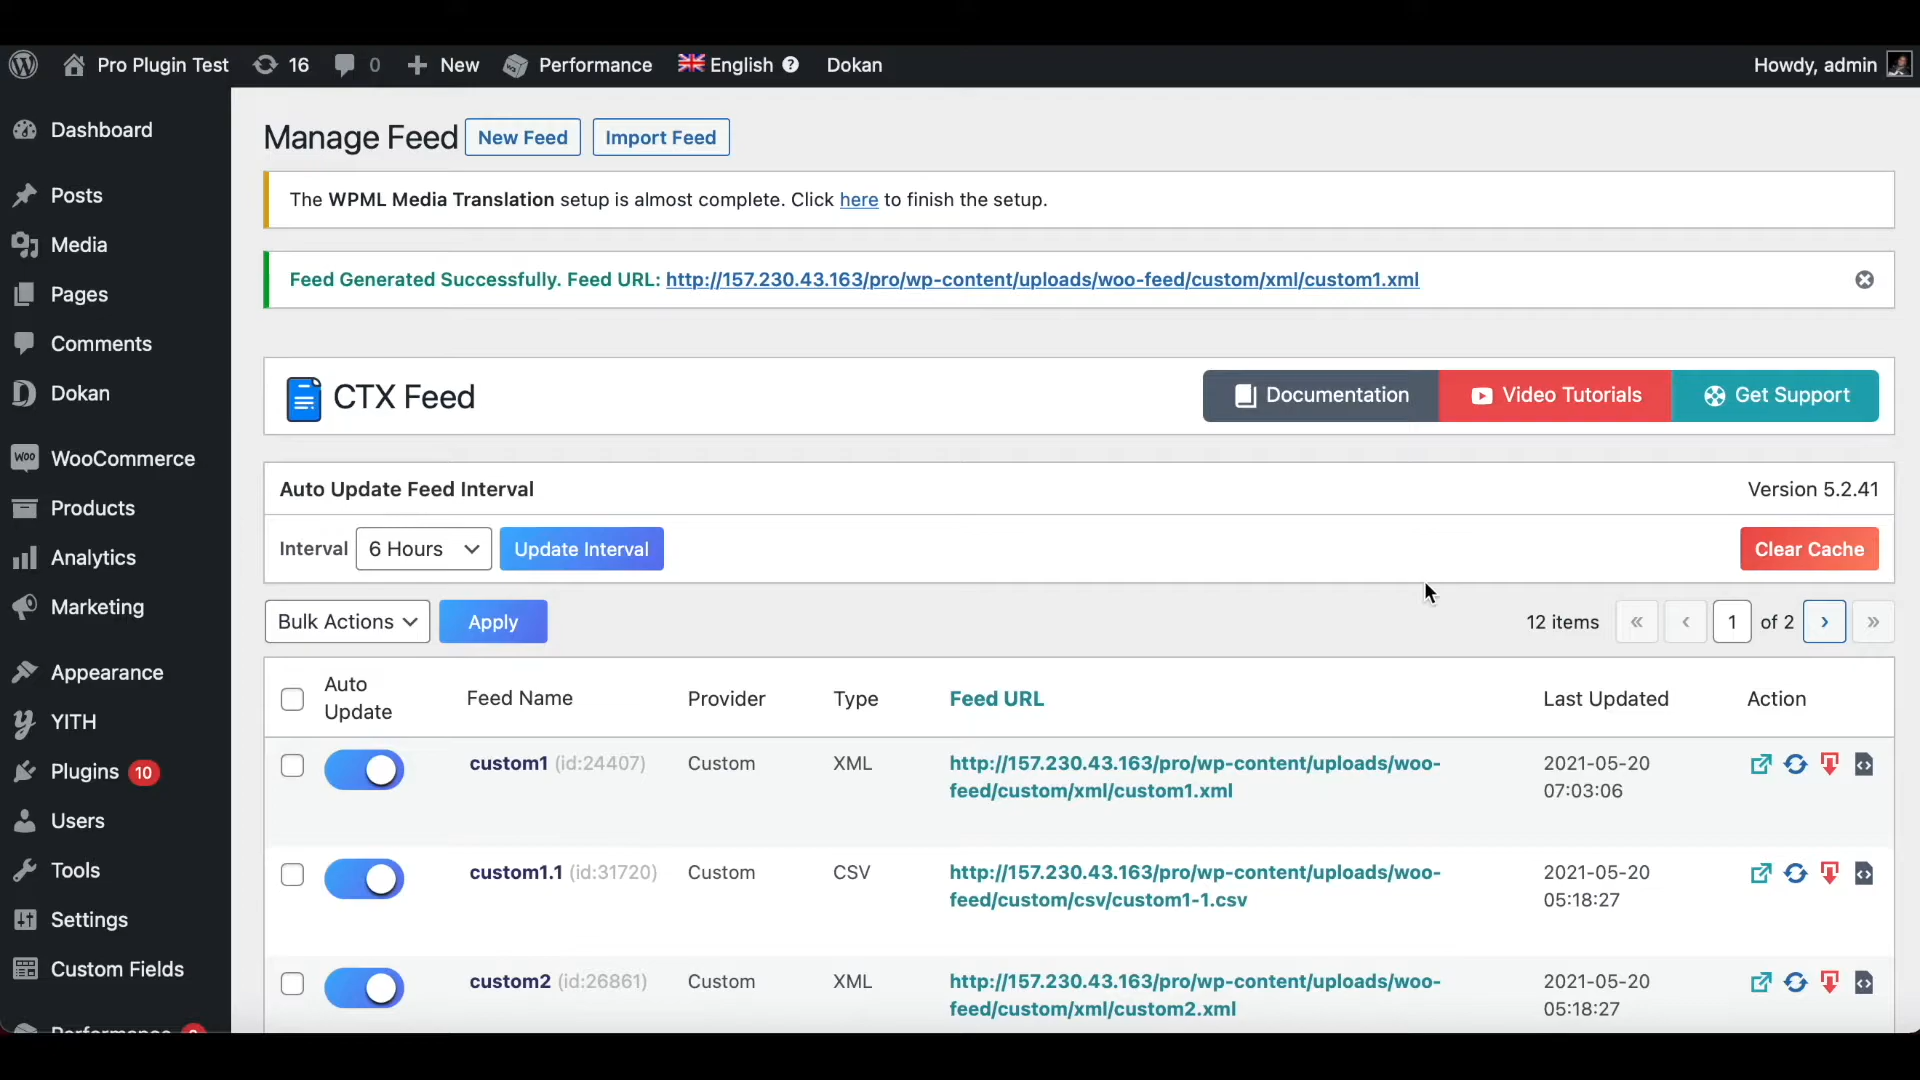 Pro Plugin Test 16 0 New Performance English Dokan Howdy, admin
Dashboard
Posts
Media
Pages
Comments
Dokan
WooCommerce
Products
Analytics
Marketing
Appearance
YITH
Plugins 10
Users
Tools
Settings
Custom Fields
Manage Feed New Feed Import Feed
The WPML Media Translation setup is almost complete. Click here to finish the setup.
Feed Generated Successfully. Feed URL: http://157.230.43.163/pro/wp-content/uploads/woo-feed/custom/xml/custom1.xml
CTX Feed Documentation Video Tutorials Get Support
Auto Update Feed Interval Version 5.2.41
Interval 6 Hours Update Interval Clear Cache
Bulk Actions Apply 12 items « ‹ 1 of 2 › »
Auto
Update Feed Name Provider Type Feed URL Last Updated Action
custom1 (id:24407) Custom XML http://157.230.43.163/pro/wp-content/uploads/woo- 2021-05-20
feed/custom/xml/custom1.xml 07:03:06
custom1.1 (id:31720) Custom CSV http://157.230.43.163/pro/wp-content/uploads/woo- 2021-05-20
feed/custom/csv/custom1-1.csv 05:18:27
custom2 (id:26861) Custom XML http://157.230.43.163/pro/wp-content/uploads/woo- 2021-05-20
feed/custom/xml/custom2.xml 05:18:27